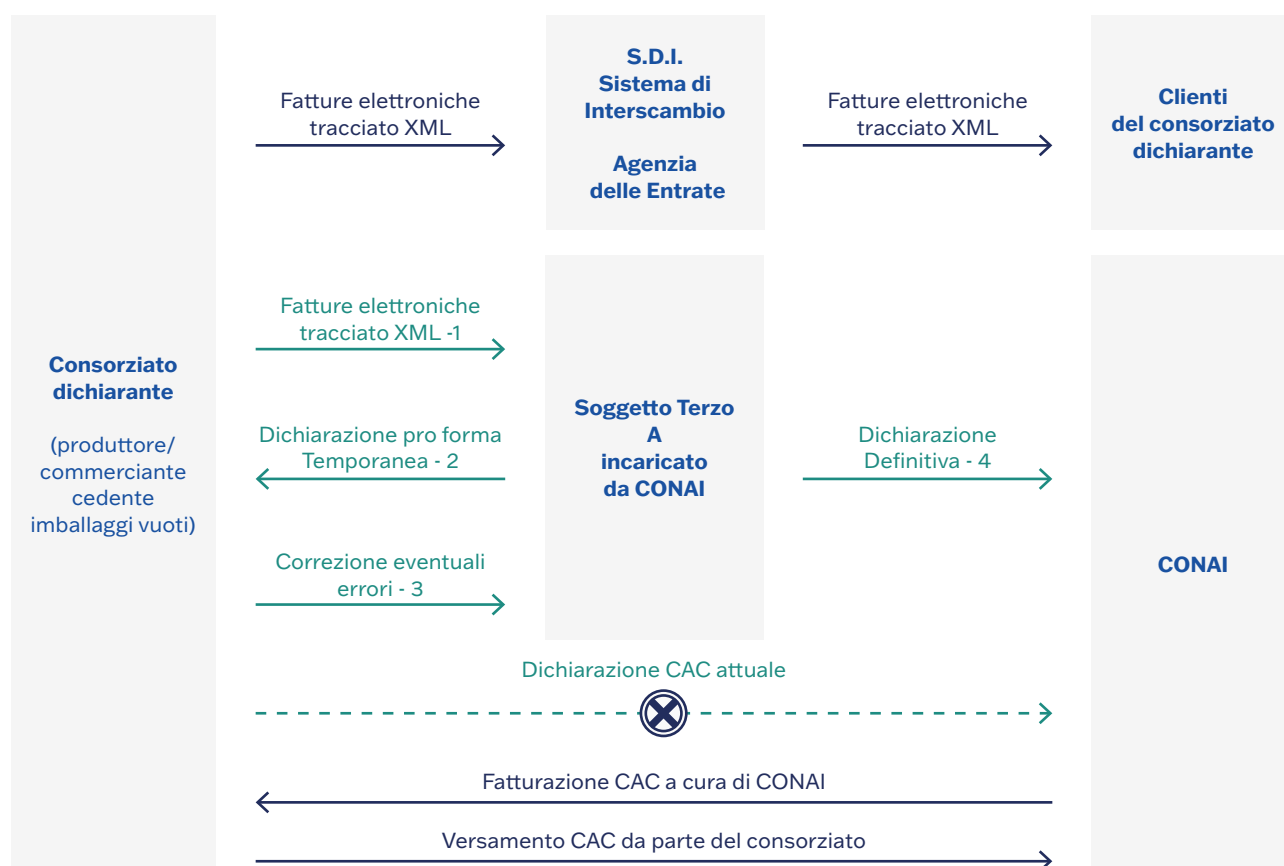 Fatture elettroniche
tracciato XML
S.D.I.
Sistema di
Interscambio
Agenzia
delle Entrate
Fatture elettroniche
tracciato XML
Clienti
del consorziato
dichiarante
Consorziato
dichiarante
(produttore/
commerciante
cedente
imballaggi vuoti)
Fatture elettroniche
tracciato XML -1
Dichiarazione pro forma
Temporanea - 2
Correzione eventuali
errori - 3
Soggetto Terzo
A
incaricato
da CONAI
Dichiarazione
Definitiva - 4
CONAI
Dichiarazione CAC attuale
Fatturazione CAC a cura di CONAI
Versamento CAC da parte del consorziato